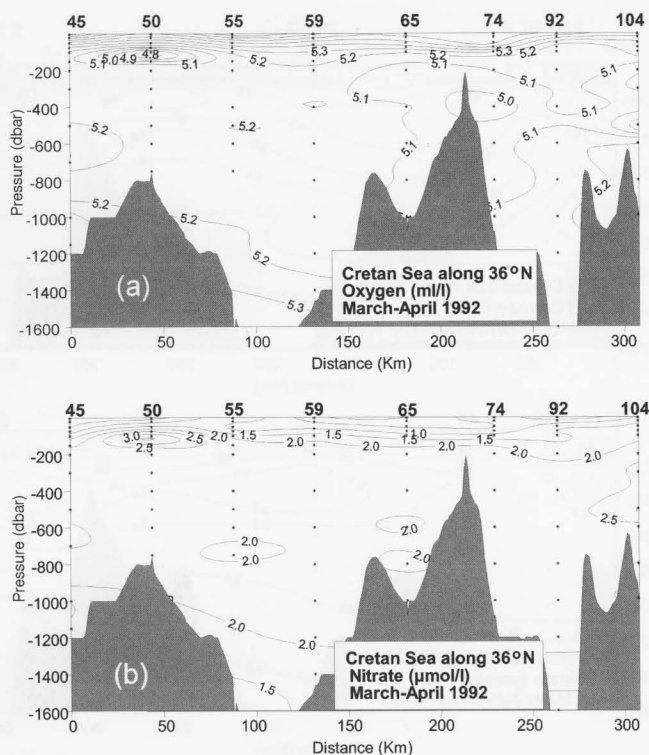 45 50 55 59 65 74 92 104
4.8
5.1 5.0 4.9 5.1 5.2 5.2 5.3 5.3 5.2
5.1 5.1 5.0
5.2 5.2 5.1 5.1 5.1
5.2 5.2 5.1 5.1 5.2
5.2 5.3
-200
-400
-600
-800
-1000
-1200
-1400
-1600
Pressure (dbar)
(a)
Cretan Sea along 36°N
Oxygen (ml/l)
March-April 1992
0 50 100 150 200 250 300
Distance (Km)
45 50 55 59 65 74 92 104
3.0 2.5 2.0 1.5 1.5 1.0 1.5
2.5 2.0 2.0 2.0 2.0
2.0 2.5
2.0 2.0
2.0 2.0
1.5
-200
-400
-600
-800
-1000
-1200
-1400
-1600
Pressure (dbar)
(b)
Cretan Sea along 36°N
Nitrate (µmol/l)
March-April 1992
0 50 100 150 200 250 300
Distance (Km)